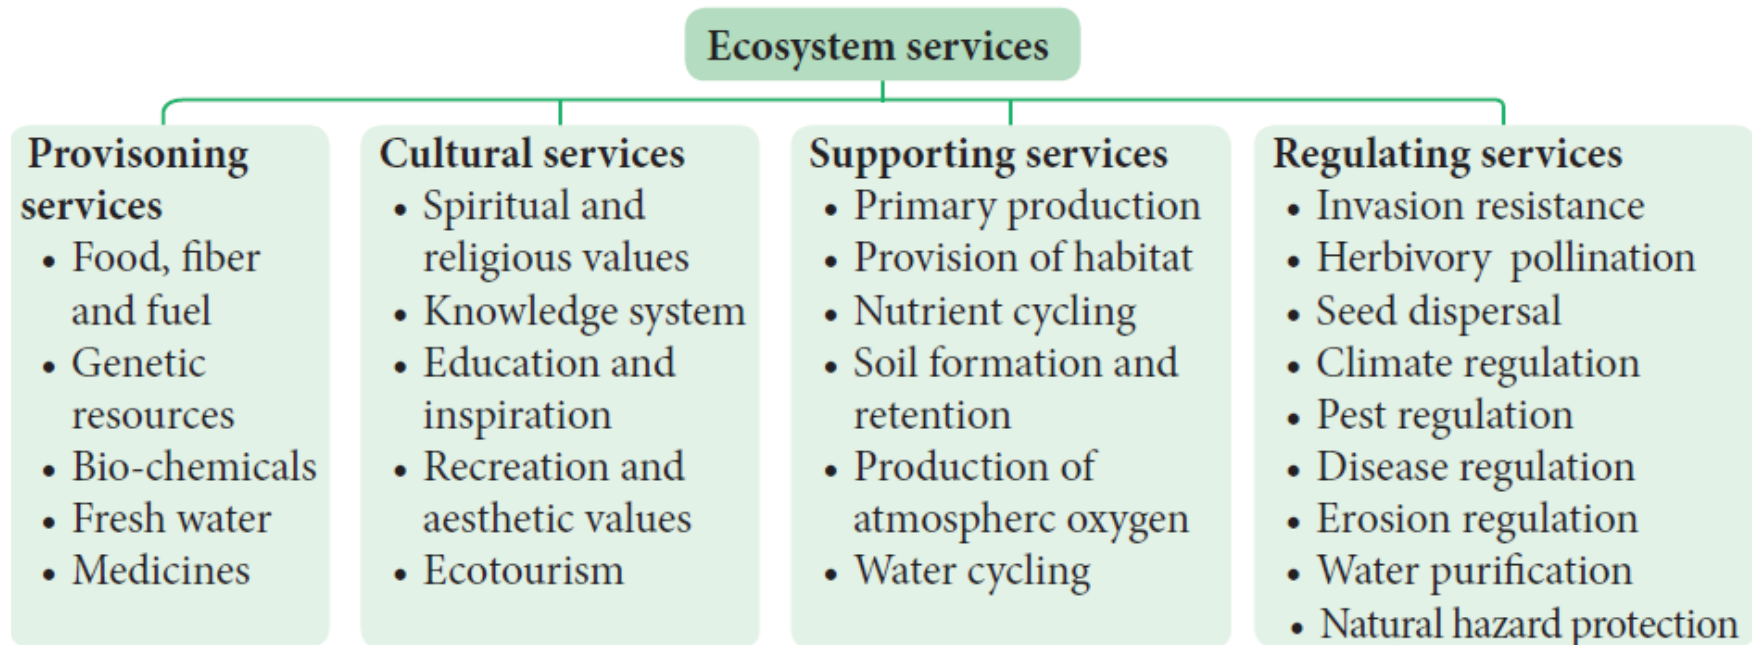 Ecosystem services
Provisoning
services
• Food, fiber
and fuel
• Genetic
resources
• Bio-chemicals
• Fresh water
• Medicines
Cultural services
• Spiritual and
religious values
• Knowledge system
• Education and
inspiration
• Recreation and
aesthetic values
• Ecotourism
Supporting services
• Primary production
• Provision of habitat
• Nutrient cycling
• Soil formation and
retention
• Production of
atmospherc oxygen
• Water cycling
Regulating services
• Invasion resistance
• Herbivory pollination
• Seed dispersal
• Climate regulation
• Pest regulation
• Disease regulation
• Erosion regulation
• Water purification
• Natural hazard protection